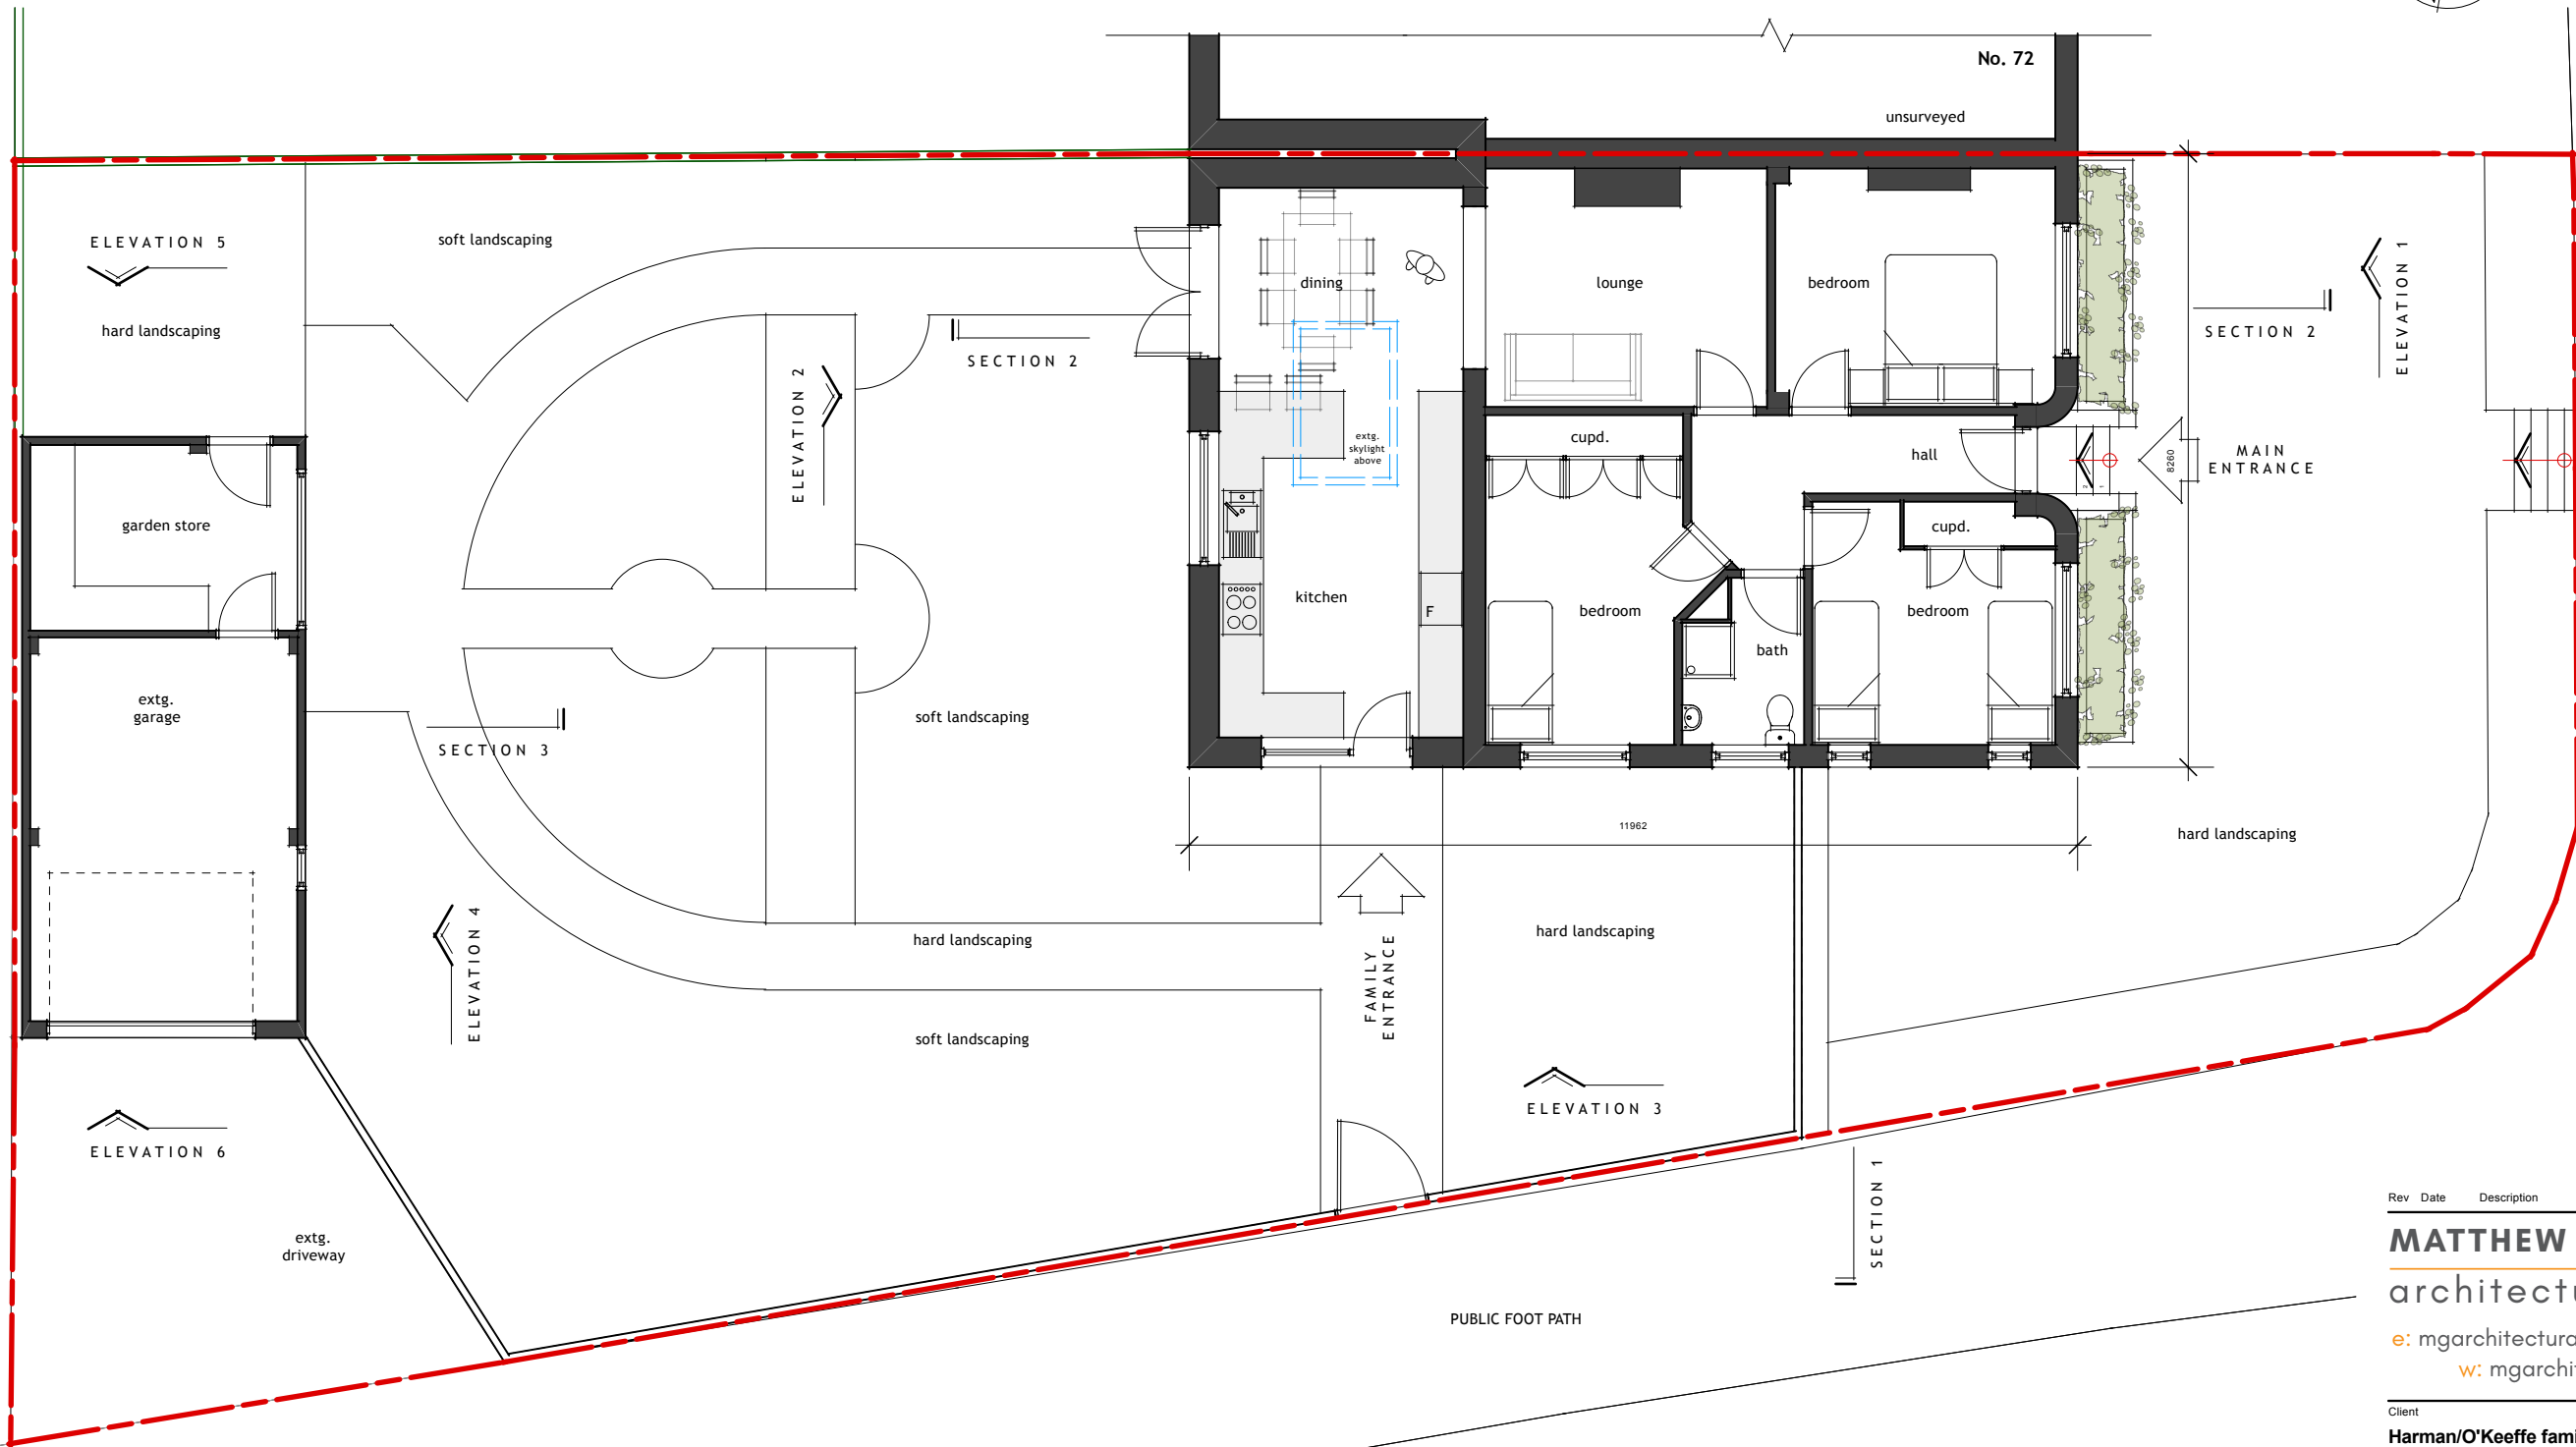 No. 72
unsurveyed
ELEVATION 5
soft landscaping
hard landscaping
ELEVATION 2
SECTION 2
dining
lounge
bedroom
SECTION 2
ELEVATION 1
extg.
skylight
above
cupd.
hall
8260
MAIN
ENTRANCE
garden store
kitchen
F
bedroom
bath
cupd.
bedroom
extg.
garage
SECTION 3
soft landscaping
11962
hard landscaping
ELEVATION 4
hard landscaping
FAMILY
ENTRANCE
hard landscaping
soft landscaping
ELEVATION 3
ELEVATION 6
extg.
driveway
SECTION 1
PUBLIC FOOT PATH
Rev Date Description
MATTHEW
architectu
e: mgarchitectura
w: mgarchi
Client
Harman/O'Keeffe fam